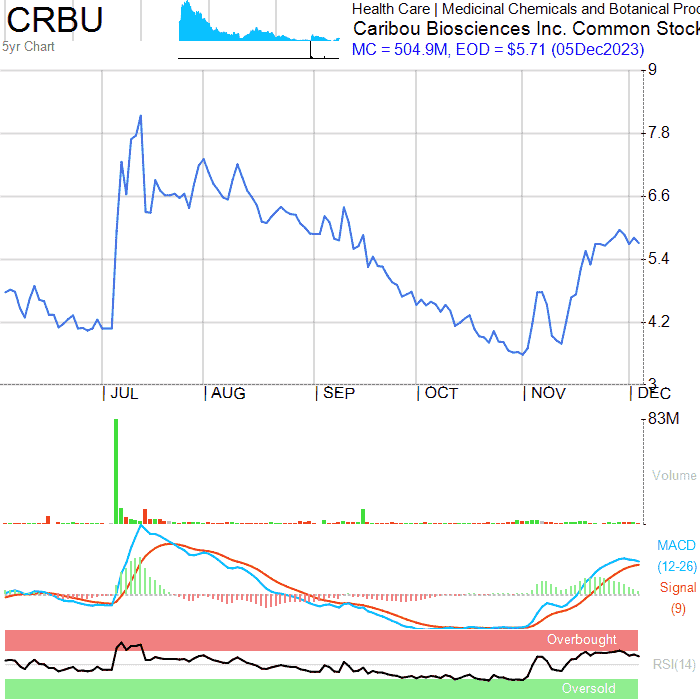 CRBU
5yr Chart
Health Care | Medicinal Chemicals and Botanical Proc
Caribou Biosciences Inc. Common Stock
MC = 504.9M, EOD = $5.71 (05Dec2023)
9
7.8
6.6
5.4
4.2
3
| JUL | AUG | SEP | OCT | NOV | DEC
83M
Volume
MACD
(12-26)
Signal
(9)
Overbought
RSI(14)
Oversold